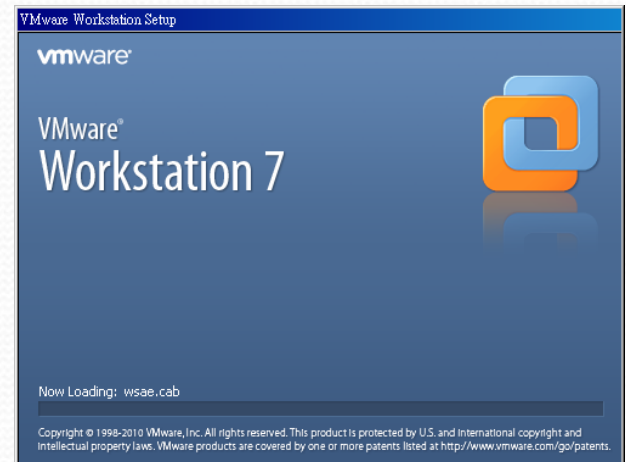 VMware Workstation Setup
vmware®
VMware®
Workstation 7
Now Loading: wsae.cab
Copyright © 1998-2010 VMware, Inc. All rights reserved. This product is protected by U.S. and international copyright and
intellectual property laws. VMware products are covered by one or more patents listed at http://www.vmware.com/go/patents.